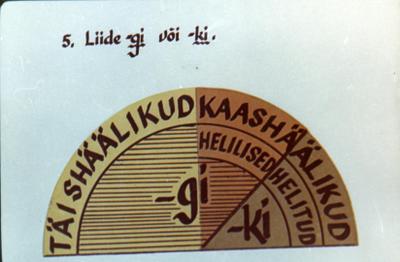 5. Liide -gi või -ki.
TÄISHÄÄLIKUD
KAASHÄÄLIKUD
HELILISED
HELITUD
-gi
-ki